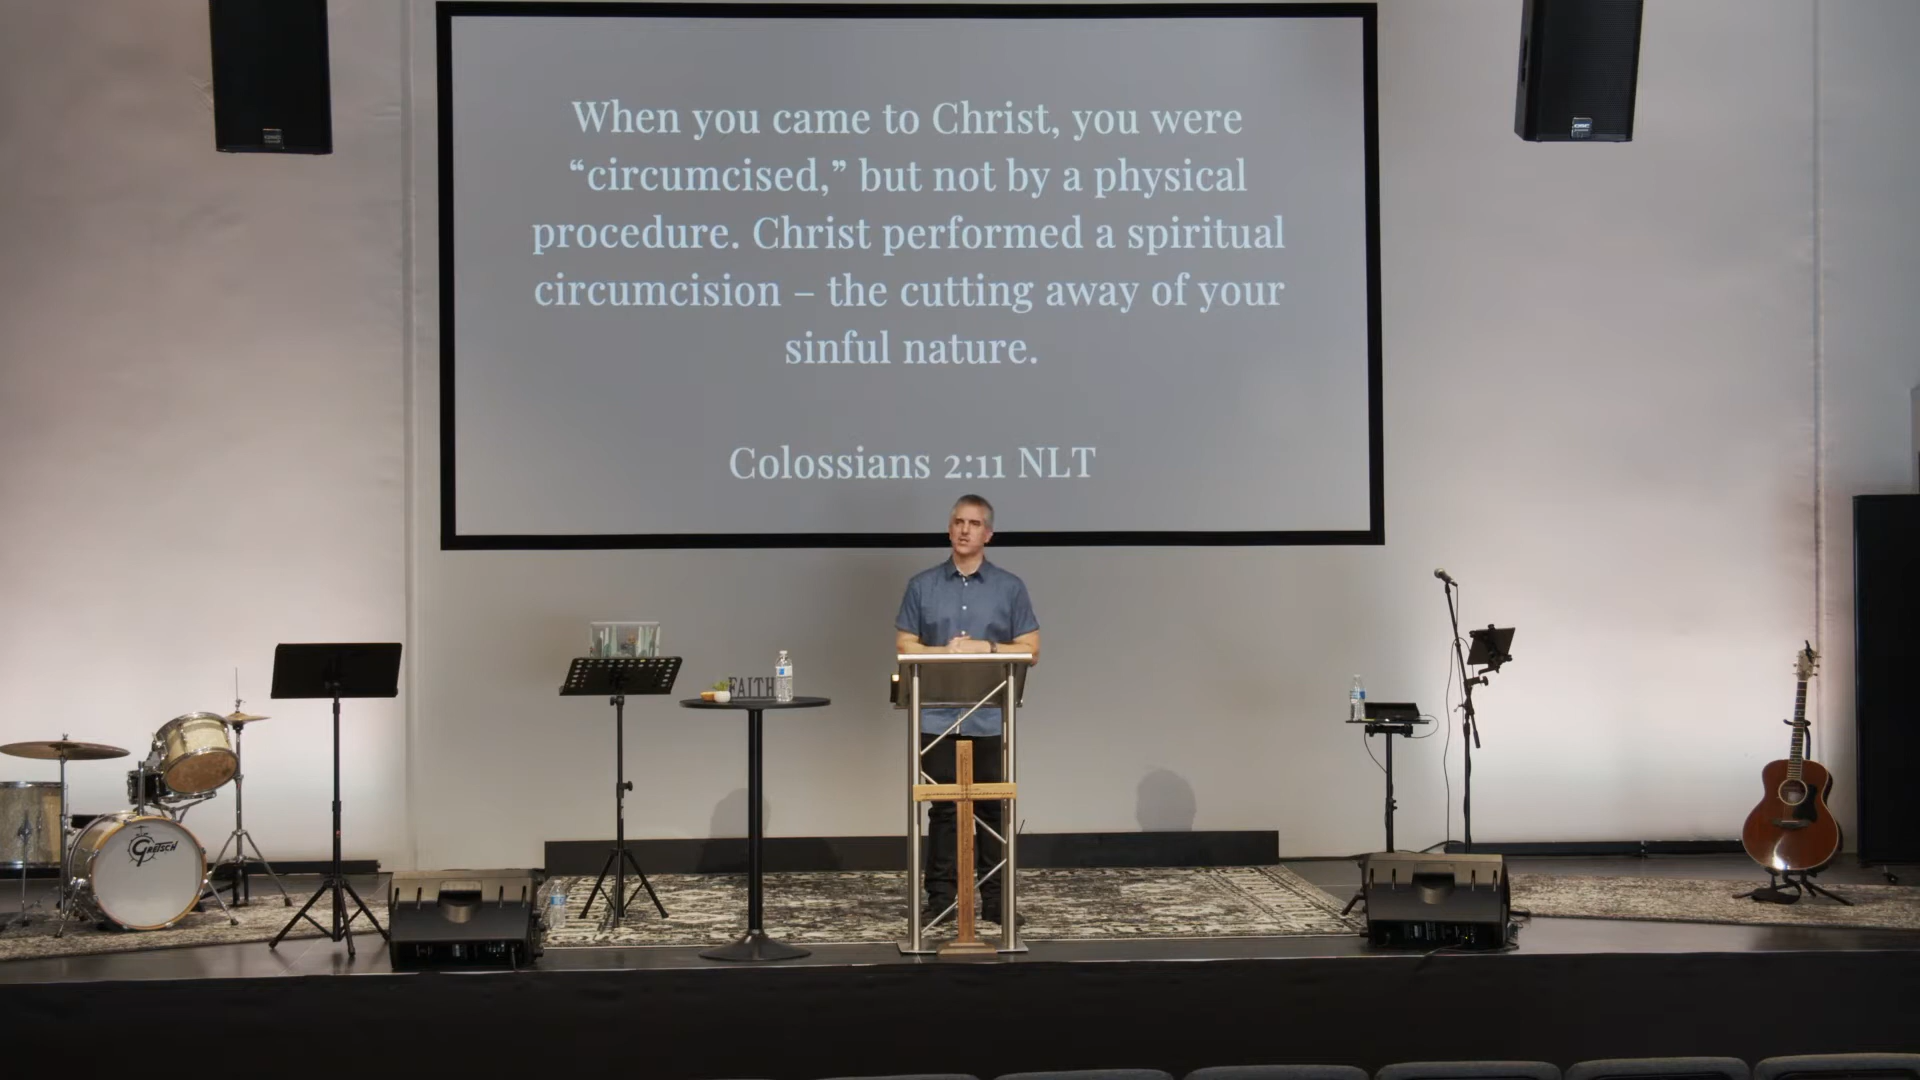 When you came to Christ, you were
“circumcised,” but not by a physical
procedure. Christ performed a spiritual
circumcision – the cutting away of your
sinful nature.
Colossians 2:11 NLT
FAITH
GRETSCH